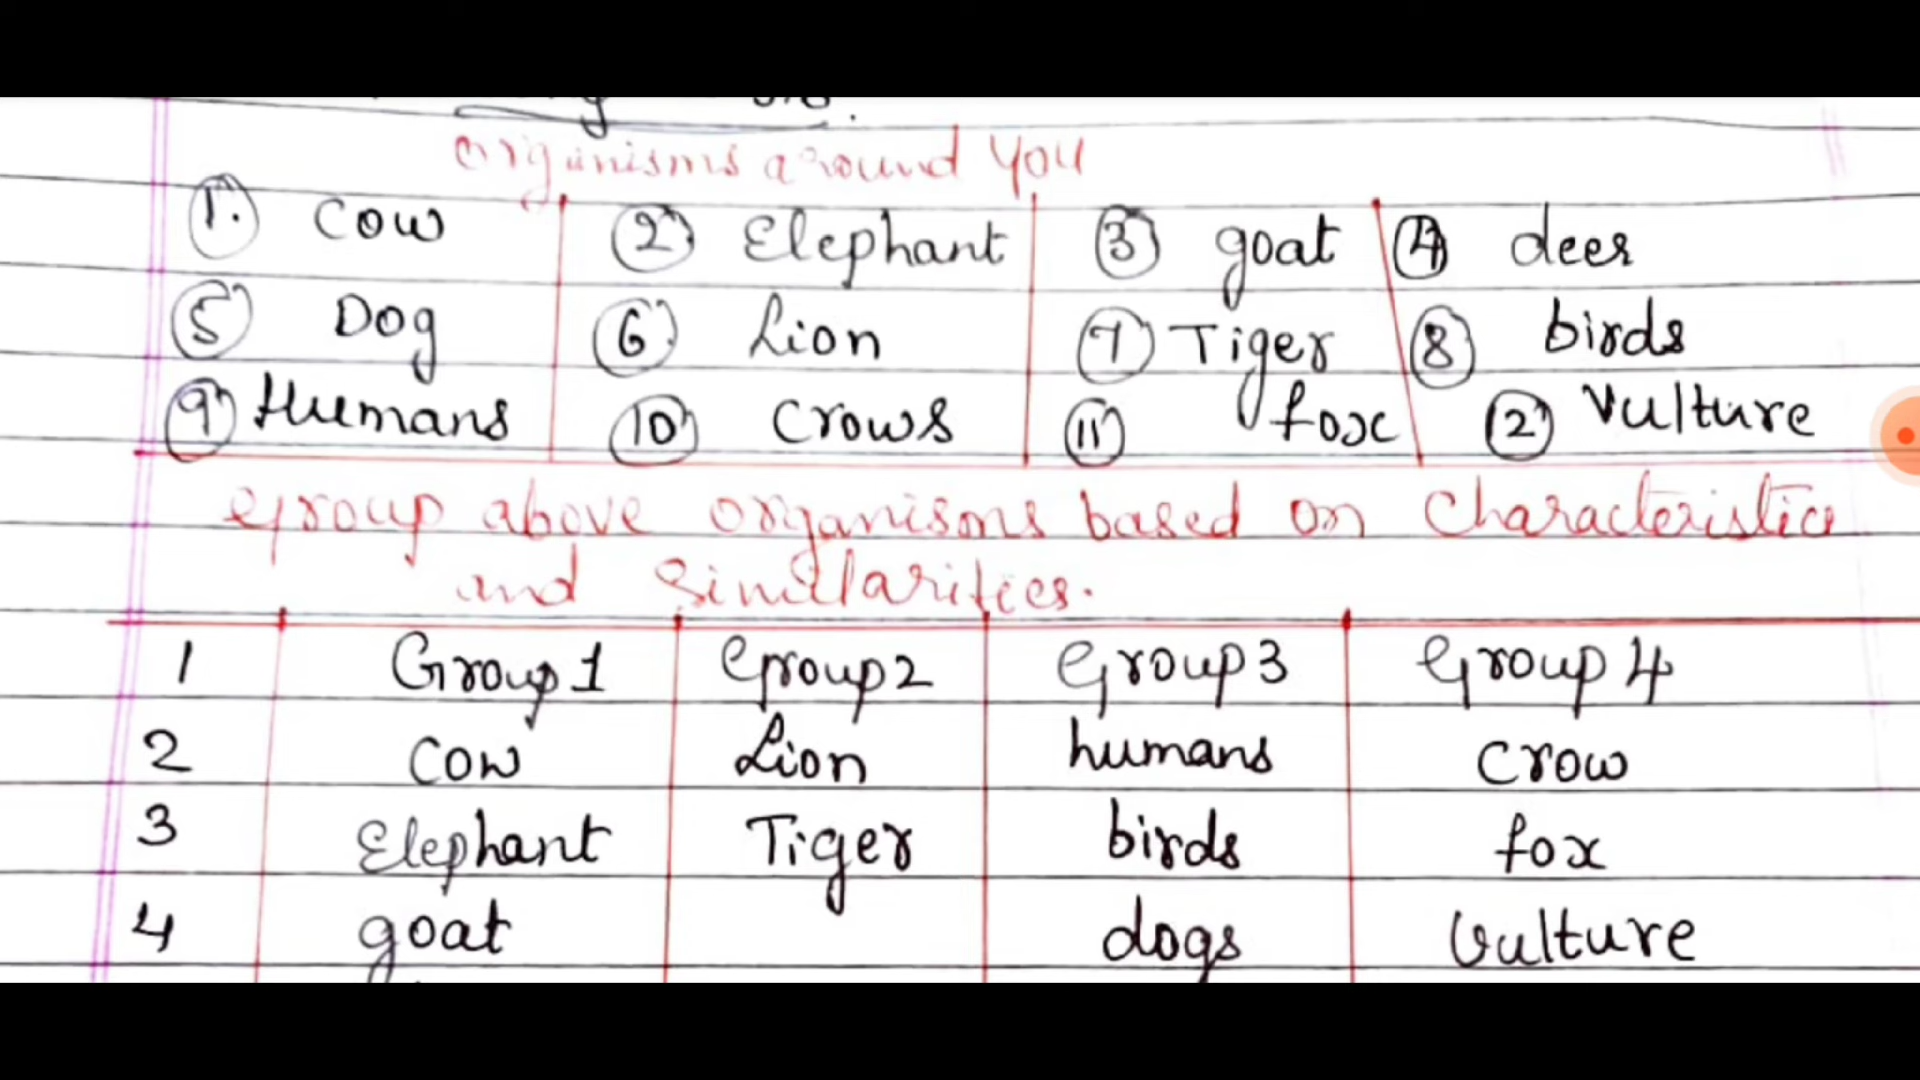 organisms around you
1. Cow 2 Elephant 3 goat 4 deer
5 Dog 6 Lion 7 Tiger 8 birds
9 Humans 10 Crows 11 fox 12 Vulture
Group above organisms based on Characteristics
and Similarities.
1 Group 1 Group 2 Group 3 Group 4
2 Cow Lion humans Crow
3 Elephant Tiger birds fox
4 goat dogs Vulture